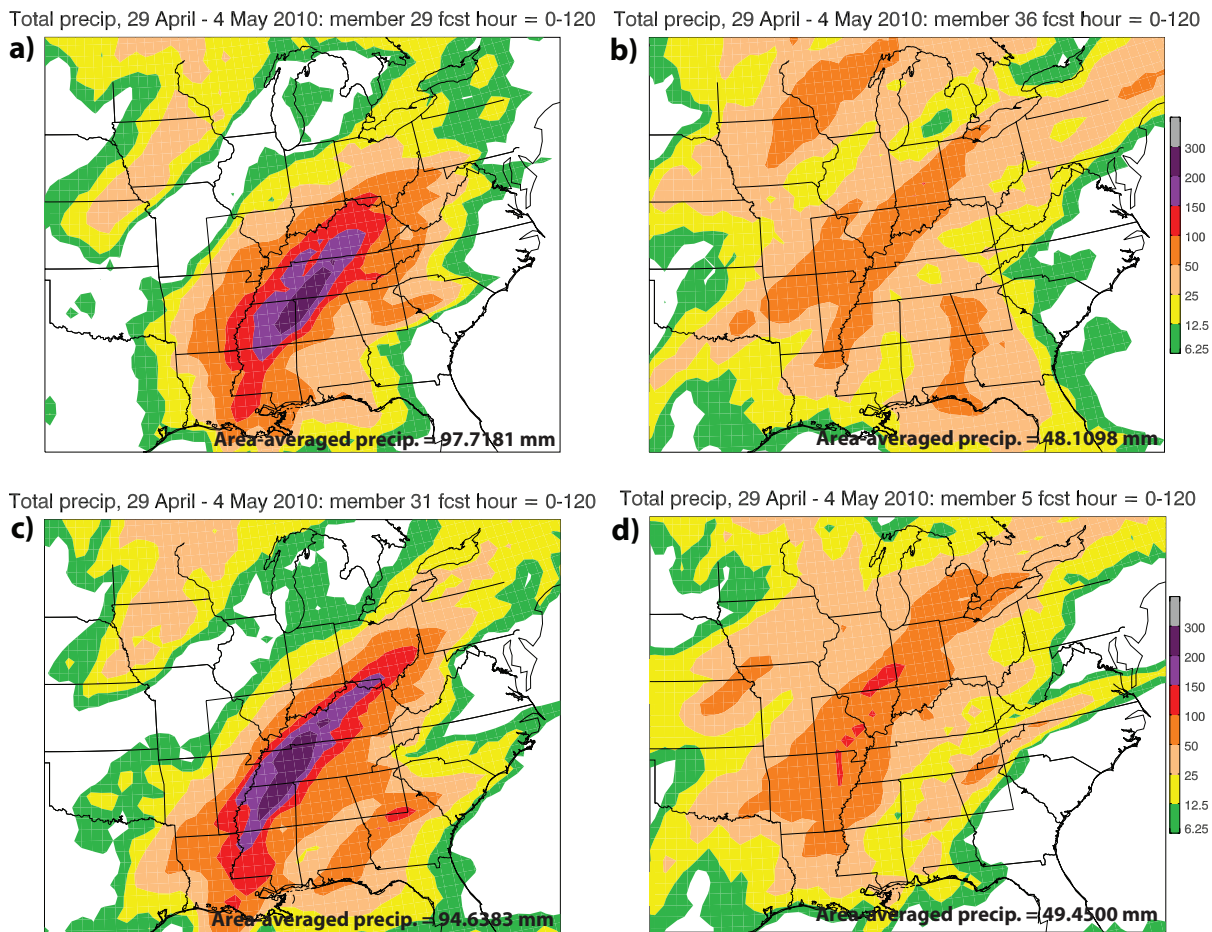 Total precip, 29 April - 4 May 2010: member 29 fcst hour = 0-120
Total precip, 29 April - 4 May 2010: member 36 fcst hour = 0-120
a)
b)
300
200
150
100
50
25
12.5
6.25
Area-averaged precip. = 97.7181 mm
Area-averaged precip. = 48.1098 mm
Total precip, 29 April - 4 May 2010: member 31 fcst hour = 0-120
Total precip, 29 April - 4 May 2010: member 5 fcst hour = 0-120
c)
d)
300
200
150
100
50
25
12.5
6.25
Area-averaged precip. = 94.6383 mm
Area-averaged precip. = 49.4500 mm